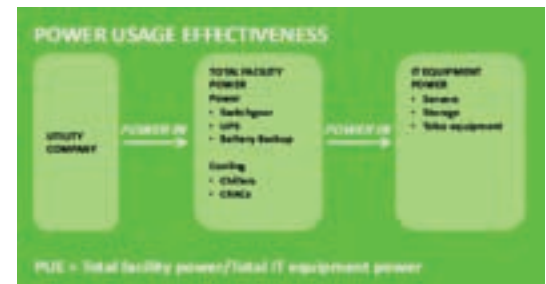 POWER USAGE EFFECTIVENESS
UTILITY
COMPANY
POWER IN
TOTAL FACILITY
POWER
Power
• Switchgear
• UPS
• Battery Backup
Cooling
• Chillers
• CRACs
POWER IN
IT EQUIPMENT
POWER
• Servers
• Storage
• Telco equipment
PUE = Total facility power/Total IT equipment power